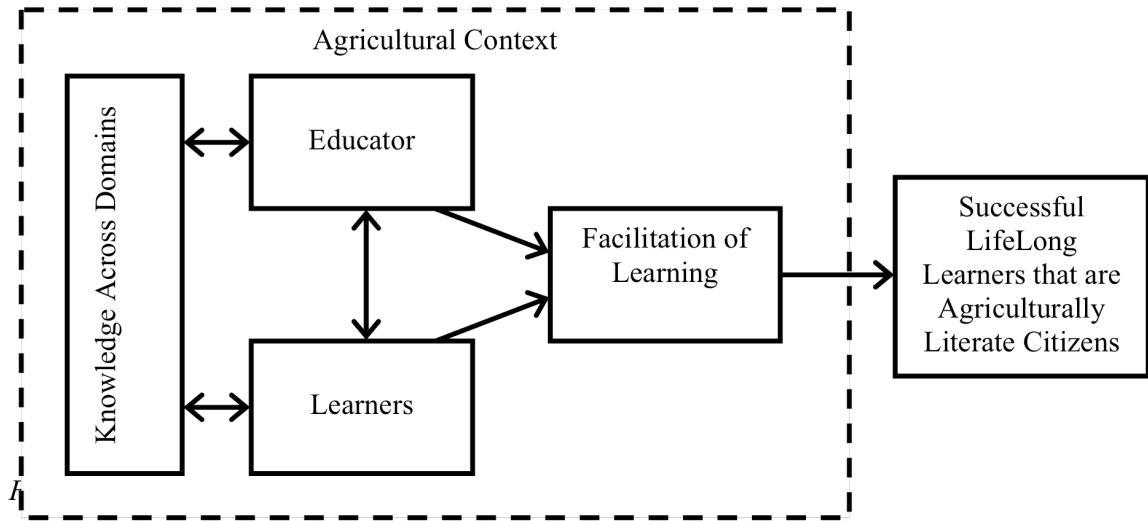 Agricultural Context
Knowledge Across Domains
Educator
Learners
Facilitation of
Learning
Successful
LifeLong
Learners that are
Agriculturally
Literate Citizens